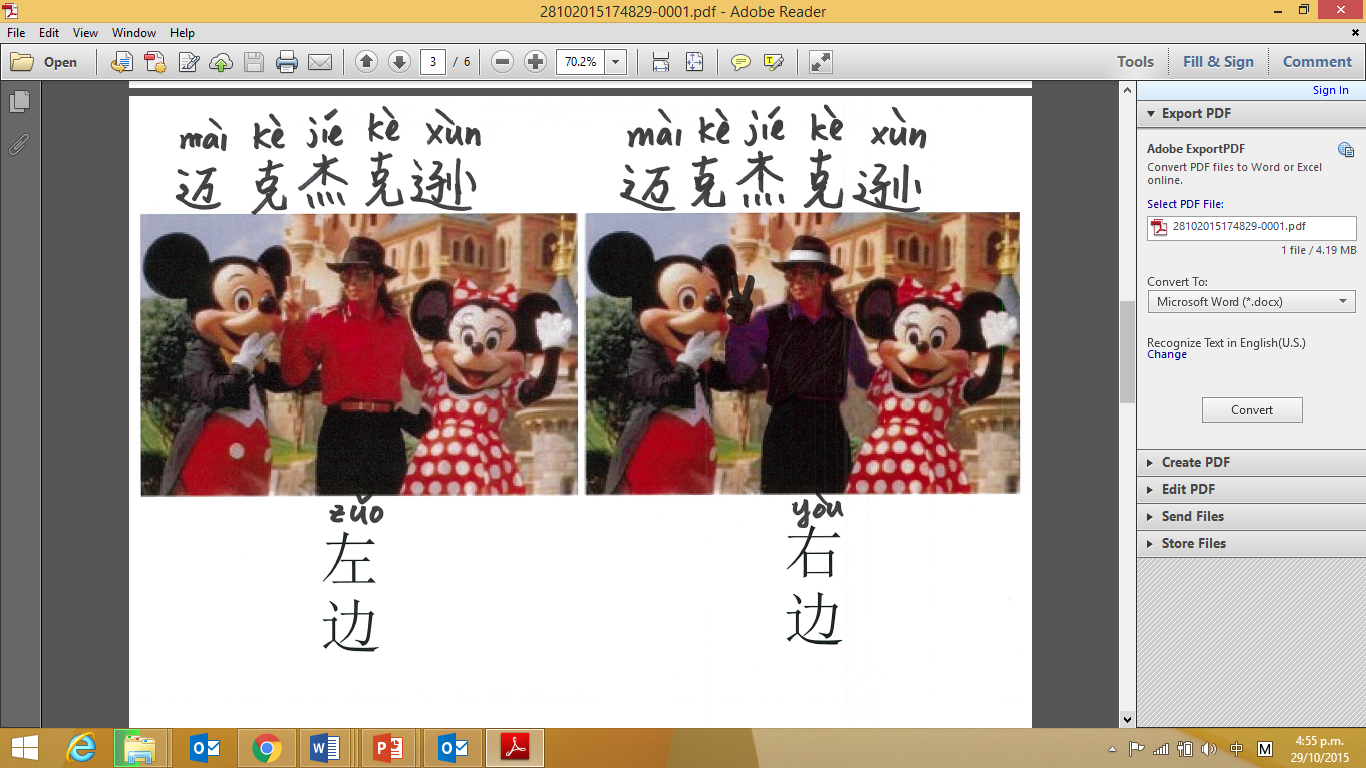 28102015174829-0001.pdf - Adobe Reader
File Edit View Window Help
Open 3 / 6 70.2% Tools Fill & Sign Comment
Sign In
Export PDF
Adobe ExportPDF
Convert PDF files to Word or Excel
online.
Select PDF File:
28102015174829-0001.pdf
1 file / 4.19 MB
Convert To:
Microsoft Word (*.docx)
Recognize Text in English(U.S.)
Change
Convert
Create PDF
Edit PDF
Send Files
Store Files
mài kè jié kè xùn
迈克杰克逊
mài kè jié kè xùn
迈克杰克逊
zuǒ
左
边
yòu
右
边
中 M
4:55 p.m.
29/10/2015